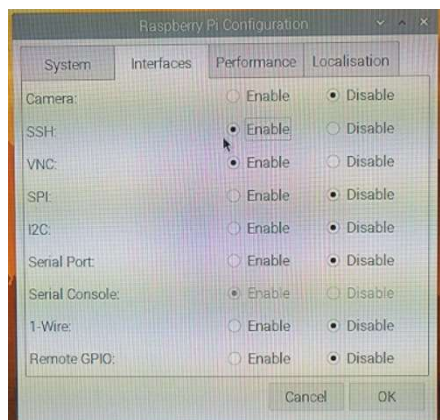 Raspberry Pi Configuration
System Interfaces Performance Localisation
Camera: Enable Disable
SSH: Enable Disable
VNC: Enable Disable
SPI: Enable Disable
I2C: Enable Disable
Serial Port: Enable Disable
Serial Console: Enable Disable
1-Wire: Enable Disable
Remote GPIO: Enable Disable
Cancel OK